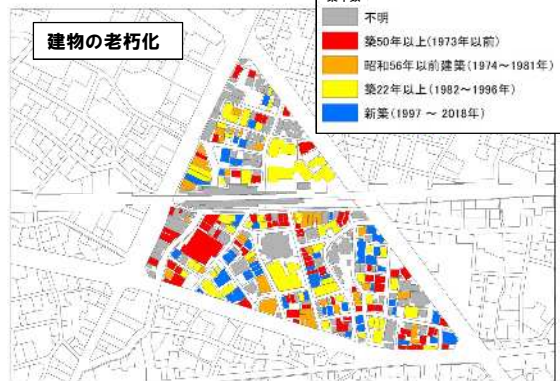 建物の老朽化
不明
築50年以上(1973年以前)
昭和56年以前建築(1974～1981年)
築22年以上(1982～1996年)
新築(1997 ～ 2018年)